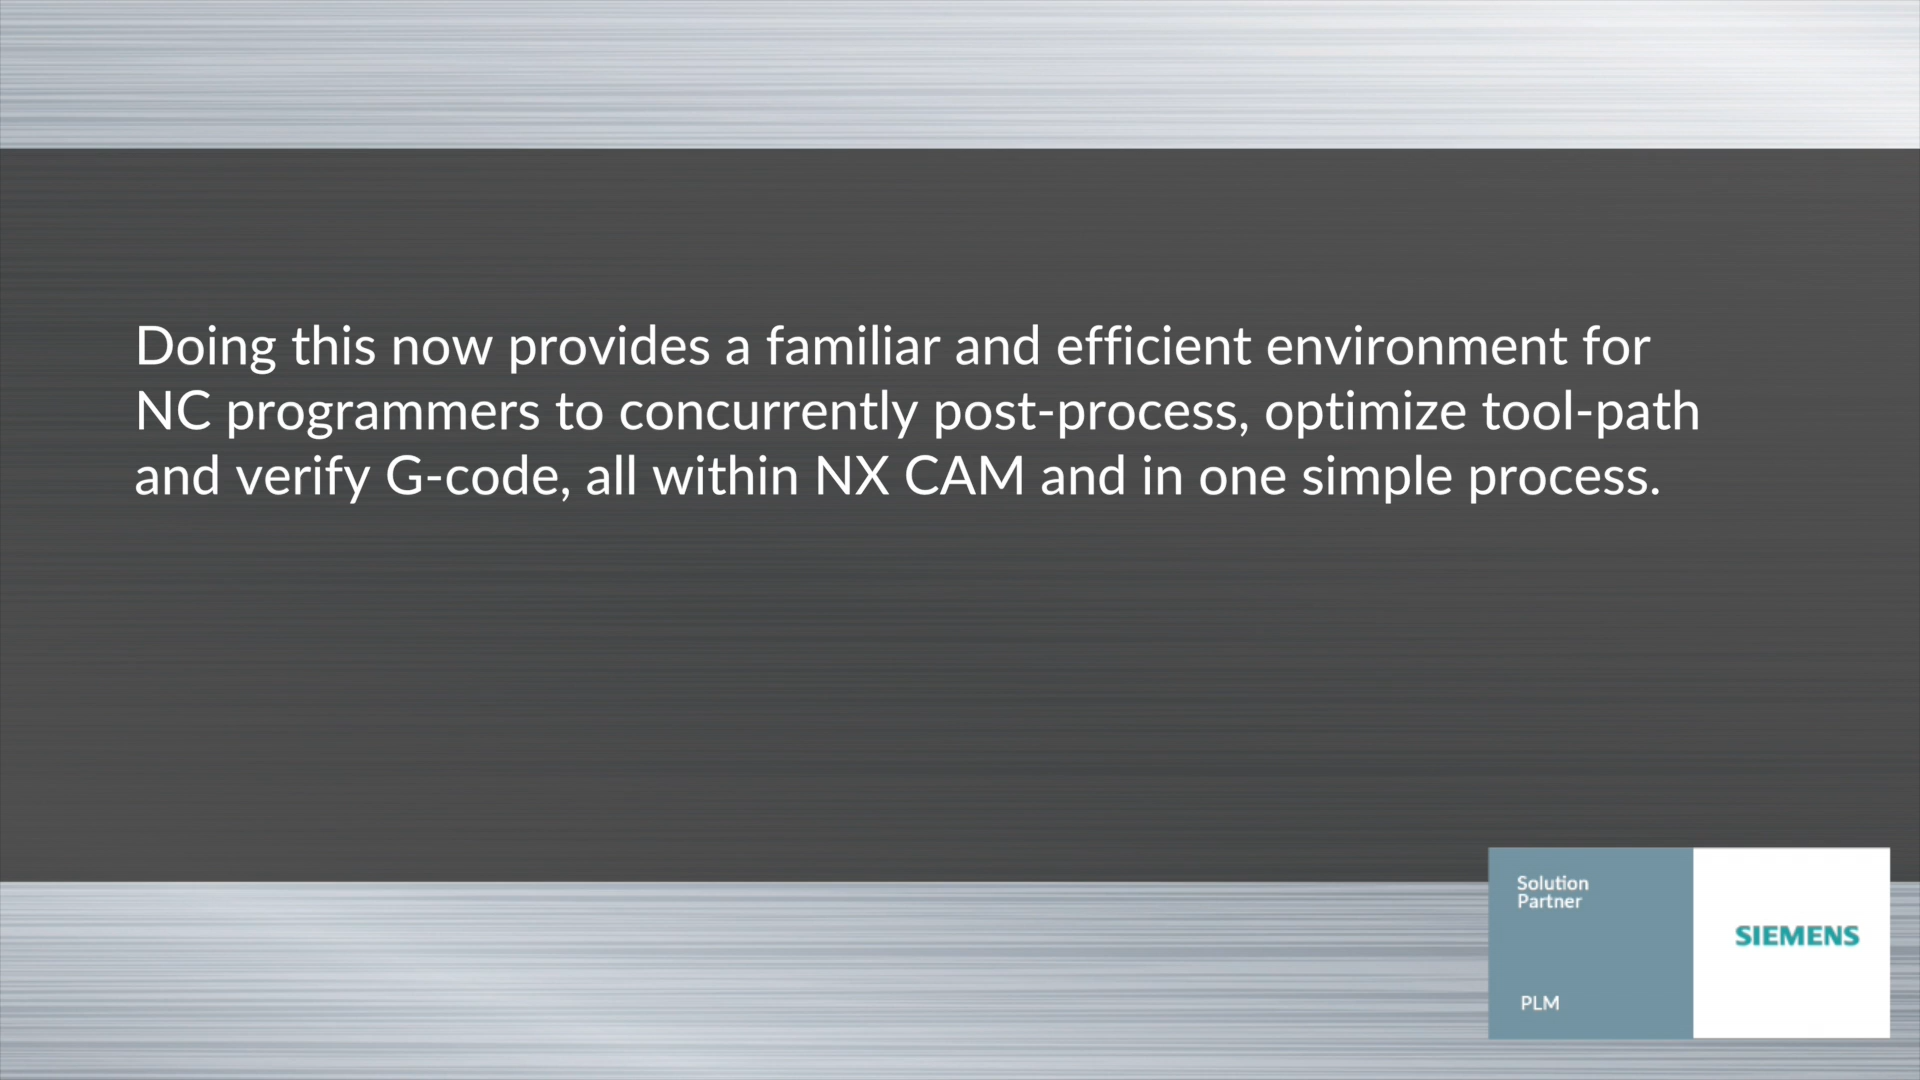 Doing this now provides a familiar and efficient environment for
NC programmers to concurrently post-process, optimize tool-path
and verify G-code, all within NX CAM and in one simple process.
Solution
Partner
SIEMENS
PLM